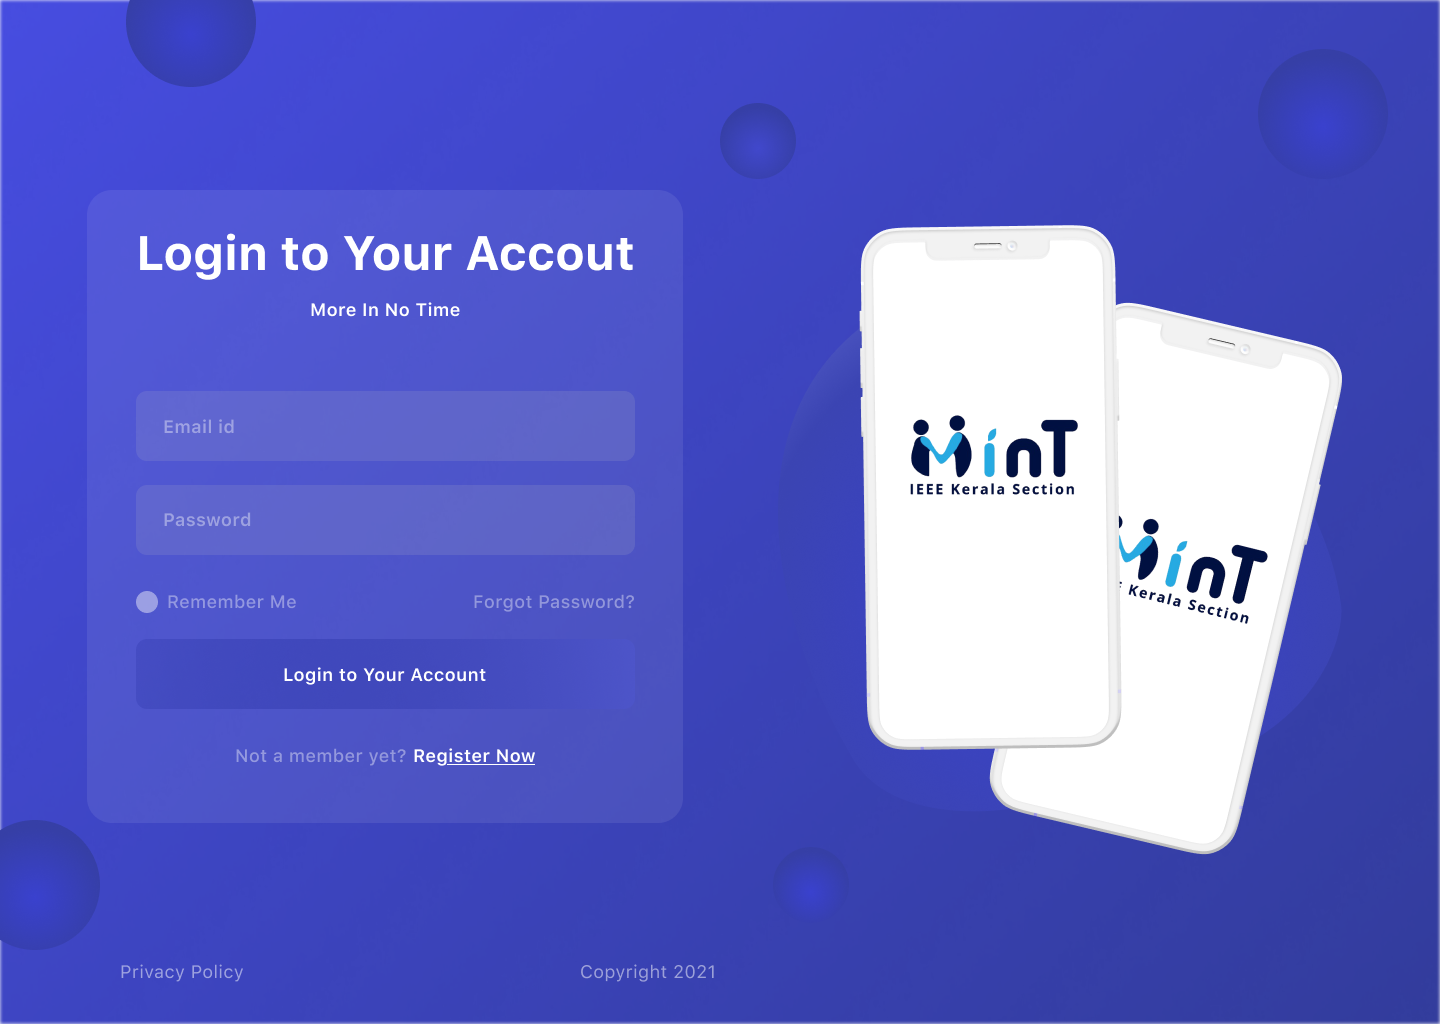 Login to Your Accout
More In No Time
Email id
Password
Remember Me
Forgot Password?
Login to Your Account
Not a member yet? Register Now
MinT
IEEE Kerala Section
MinT
Kerala Section
Privacy Policy
Copyright 2021